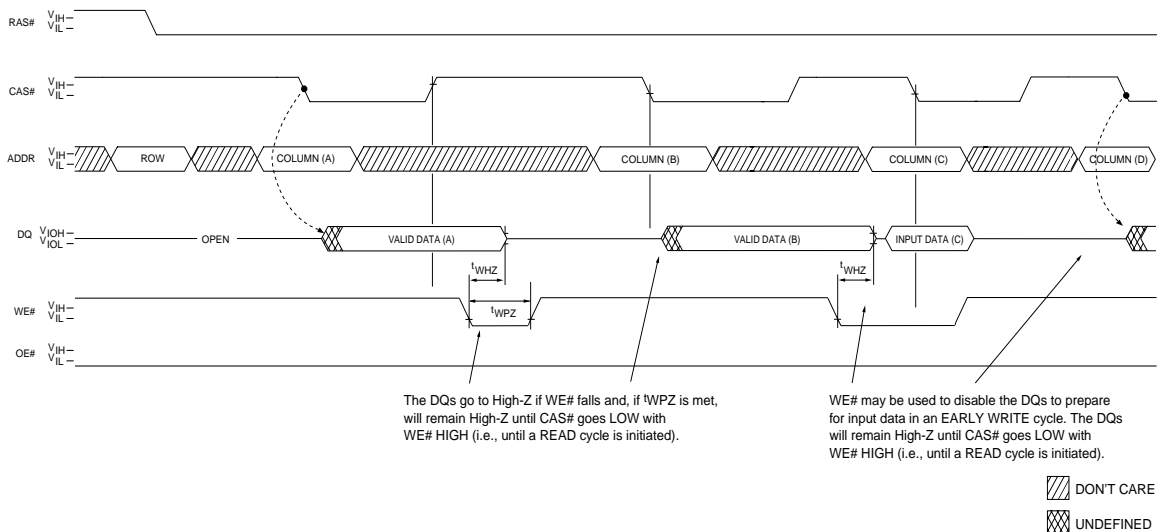 RAS# VIH VIL
CAS# VIH VIL
ADDR VIH VIL ROW COLUMN (A) COLUMN (B) COLUMN (C) COLUMN (D)
DQ VIOH VIOL OPEN VALID DATA (A) VALID DATA (B) INPUT DATA (C)
tWHZ tWHZ
tWPZ
WE# VIH VIL
OE# VIH VIL
The DQs go to High-Z if WE# falls and, if tWPZ is met,
will remain High-Z until CAS# goes LOW with
WE# HIGH (i.e., until a READ cycle is initiated).
WE# may be used to disable the DQs to prepare
for input data in an EARLY WRITE cycle. The DQs
will remain High-Z until CAS# goes LOW with
WE# HIGH (i.e., until a READ cycle is initiated).
DON'T CARE
UNDEFINED